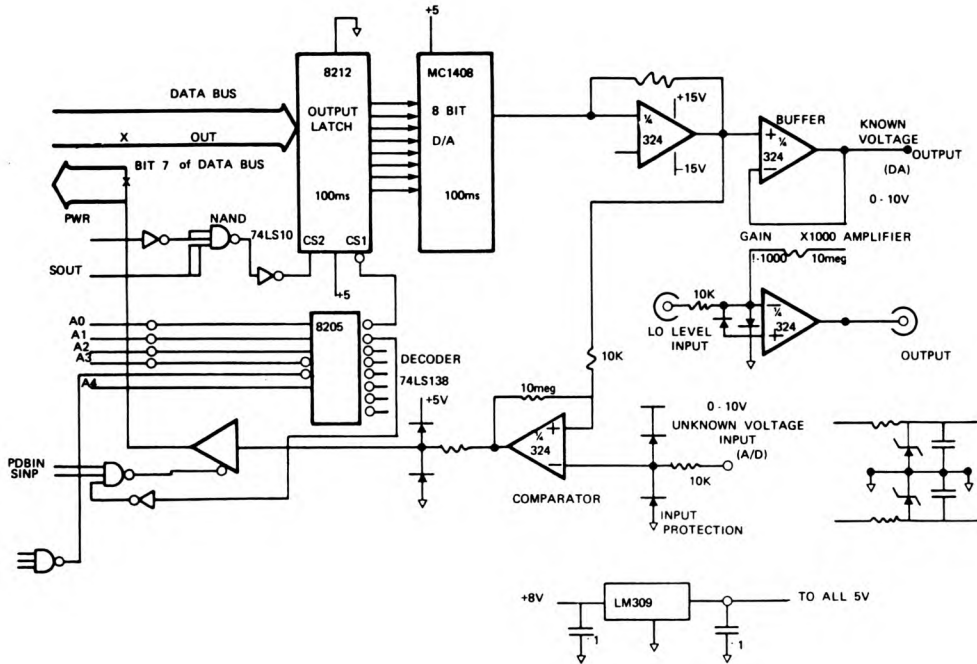 +5
8212
MC1408
DATA BUS
OUTPUT
LATCH
8 BIT
D/A
X
OUT
BIT 7 of DATA BUS
X
100ms
100ms
PWR
NAND
74LS10
CS2
CS1
SOUT
+5
+15V
¼
324
-15V
BUFFER
+
¼
324
−
KNOWN
VOLTAGE
OUTPUT
(DA)
0 - 10V
GAIN X1000 AMPLIFIER
!-1000
10meg
10K
LO LEVEL
INPUT
−
¼
324
+
OUTPUT
A0
A1
A2
A3
A4
8205
DECODER
74LS138
+5V
10K
10meg
+
¼
324
−
COMPARATOR
0 - 10V
UNKNOWN VOLTAGE
INPUT
(A/D)
10K
INPUT
PROTECTION
PDBIN
SINP
+8V
LM309
TO ALL 5V
.1
.1